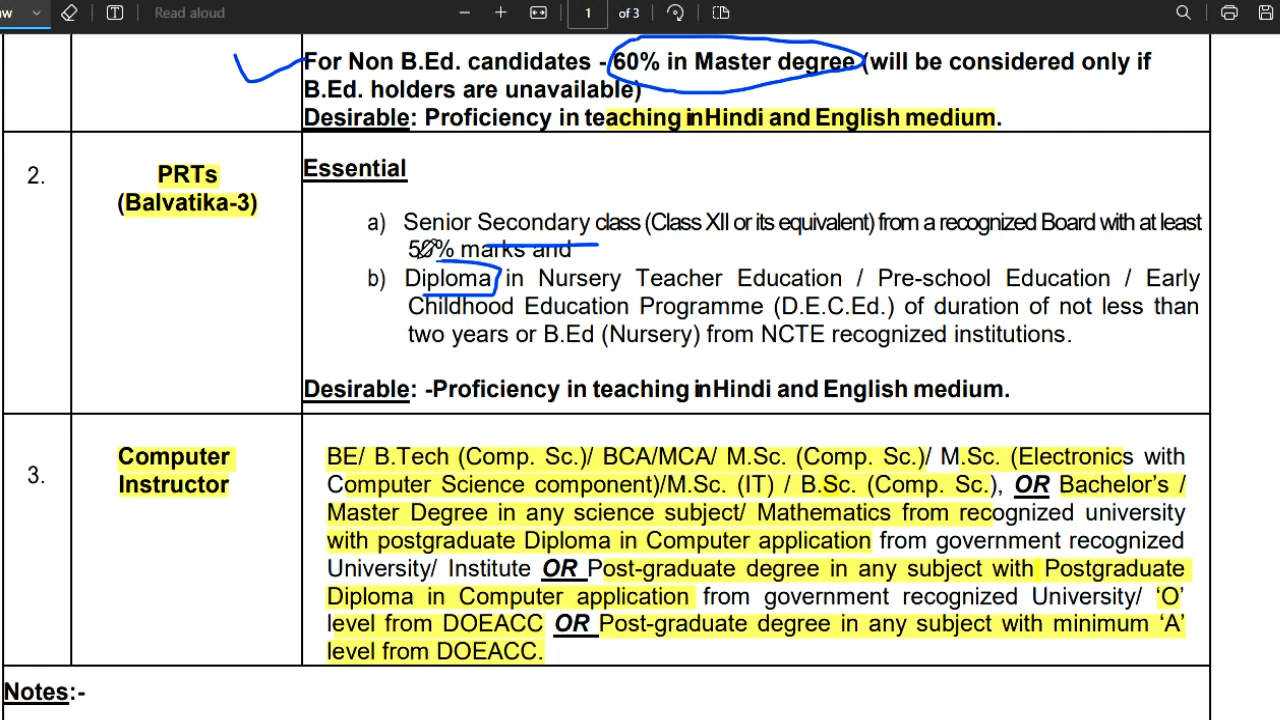 aw
Read aloud
1 of 3
For Non B.Ed. candidates - 60% in Master degree (will be considered only if
B.Ed. holders are unavailable)
Desirable: Proficiency in teaching in Hindi and English medium.
2.
PRTs
(Balvatika-3)
Essential
a) Senior Secondary class (Class XII or its equivalent) from a recognized Board with at least
50% marks and
b) Diploma in Nursery Teacher Education / Pre-school Education / Early
Childhood Education Programme (D.E.C.Ed.) of duration of not less than
two years or B.Ed (Nursery) from NCTE recognized institutions.
Desirable: -Proficiency in teaching in Hindi and English medium.
3.
Computer
Instructor
BE/ B.Tech (Comp. Sc.)/ BCA/MCA/ M.Sc. (Comp. Sc.)/ M.Sc. (Electronics with
Computer Science component)/M.Sc. (IT) / B.Sc. (Comp. Sc.), OR Bachelor's /
Master Degree in any science subject/ Mathematics from recognized university
with postgraduate Diploma in Computer application from government recognized
University/ Institute OR Post-graduate degree in any subject with Postgraduate
Diploma in Computer application from government recognized University/ 'O'
level from DOEACC OR Post-graduate degree in any subject with minimum 'A'
level from DOEACC.
Notes:-